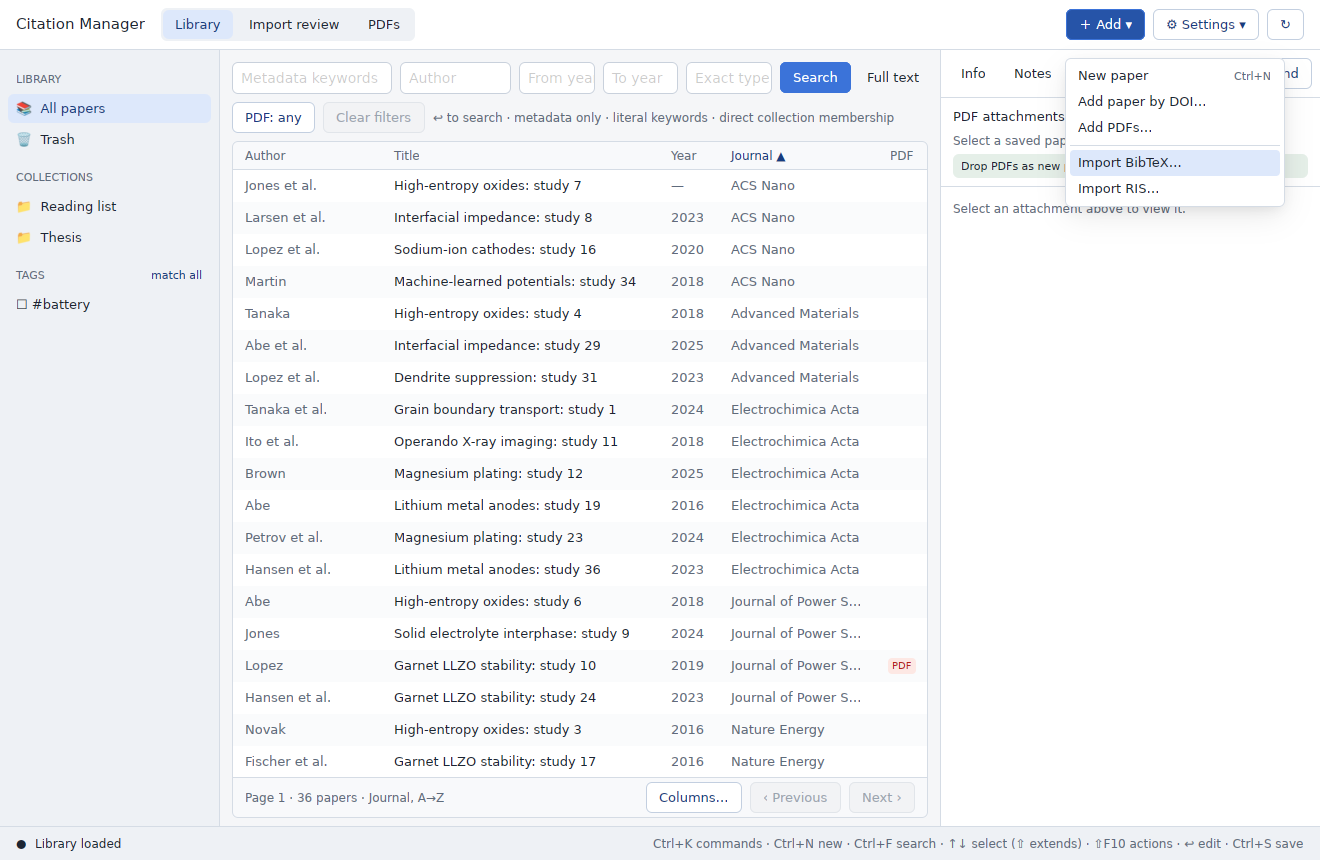 Citation Manager Library Import review PDFs + Add ▾ ⚙ Settings ▾ ↻
LIBRARY
📚 All papers
🗑️ Trash
COLLECTIONS
📁 Reading list
📁 Thesis
TAGS match all
☐ #battery
Metadata keywords Author From yea To year Exact type Search Full text
PDF: any Clear filters ↩ to search · metadata only · literal keywords · direct collection membership
Author Title Year Journal ▲ PDF
Jones et al. High-entropy oxides: study 7 — ACS Nano
Larsen et al. Interfacial impedance: study 8 2023 ACS Nano
Lopez et al. Sodium-ion cathodes: study 16 2020 ACS Nano
Martin Machine-learned potentials: study 34 2018 ACS Nano
Tanaka High-entropy oxides: study 4 2018 Advanced Materials
Abe et al. Interfacial impedance: study 29 2025 Advanced Materials
Lopez et al. Dendrite suppression: study 31 2023 Advanced Materials
Tanaka et al. Grain boundary transport: study 1 2024 Electrochimica Acta
Ito et al. Operando X-ray imaging: study 11 2018 Electrochimica Acta
Brown Magnesium plating: study 12 2025 Electrochimica Acta
Abe Lithium metal anodes: study 19 2016 Electrochimica Acta
Petrov et al. Magnesium plating: study 23 2024 Electrochimica Acta
Hansen et al. Lithium metal anodes: study 36 2023 Electrochimica Acta
Abe High-entropy oxides: study 6 2018 Journal of Power S…
Jones Solid electrolyte interphase: study 9 2024 Journal of Power S…
Lopez Garnet LLZO stability: study 10 2019 Journal of Power S… PDF
Hansen et al. Garnet LLZO stability: study 24 2023 Journal of Power S…
Novak High-entropy oxides: study 3 2016 Nature Energy
Fischer et al. Garnet LLZO stability: study 17 2016 Nature Energy
Page 1 · 36 papers · Journal, A→Z Columns… ‹ Previous Next ›
Info Notes nd
PDF attachments
Select a saved pap
Drop PDFs as new
Select an attachment above to view it.
New paper Ctrl+N
Add paper by DOI…
Add PDFs…
Import BibTeX…
Import RIS…
● Library loaded Ctrl+K commands · Ctrl+N new · Ctrl+F search · ↑↓ select (⇧ extends) · ⇧F10 actions · ↩ edit · Ctrl+S save